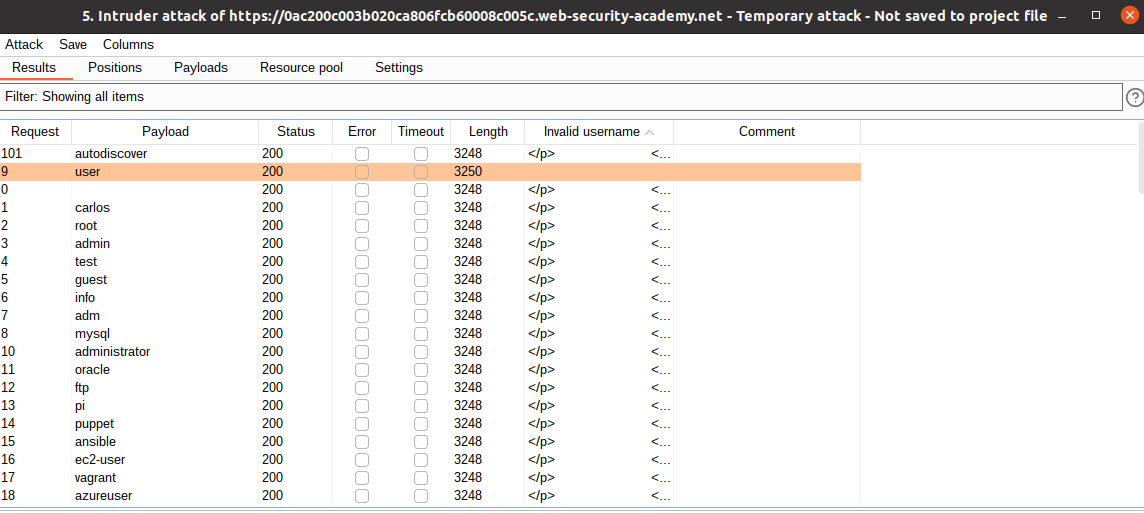 5. Intruder attack of https://0ac200c003b020ca806fcb60008c005c.web-security-academy.net - Temporary attack - Not saved to project file
Attack Save Columns
Results Positions Payloads Resource pool Settings
Filter: Showing all items ?
Request Payload Status Error Timeout Length Invalid username Comment
101 autodiscover 200 3248 </p> <...
9 user 200 3250
0 200 3248 </p> <...
1 carlos 200 3248 </p> <...
2 root 200 3248 </p> <...
3 admin 200 3248 </p> <...
4 test 200 3248 </p> <...
5 guest 200 3248 </p> <...
6 info 200 3248 </p> <...
7 adm 200 3248 </p> <...
8 mysql 200 3248 </p> <...
10 administrator 200 3248 </p> <...
11 oracle 200 3248 </p> <...
12 ftp 200 3248 </p> <...
13 pi 200 3248 </p> <...
14 puppet 200 3248 </p> <...
15 ansible 200 3248 </p> <...
16 ec2-user 200 3248 </p> <...
17 vagrant 200 3248 </p> <...
18 azureuser 200 3248 </p> <...